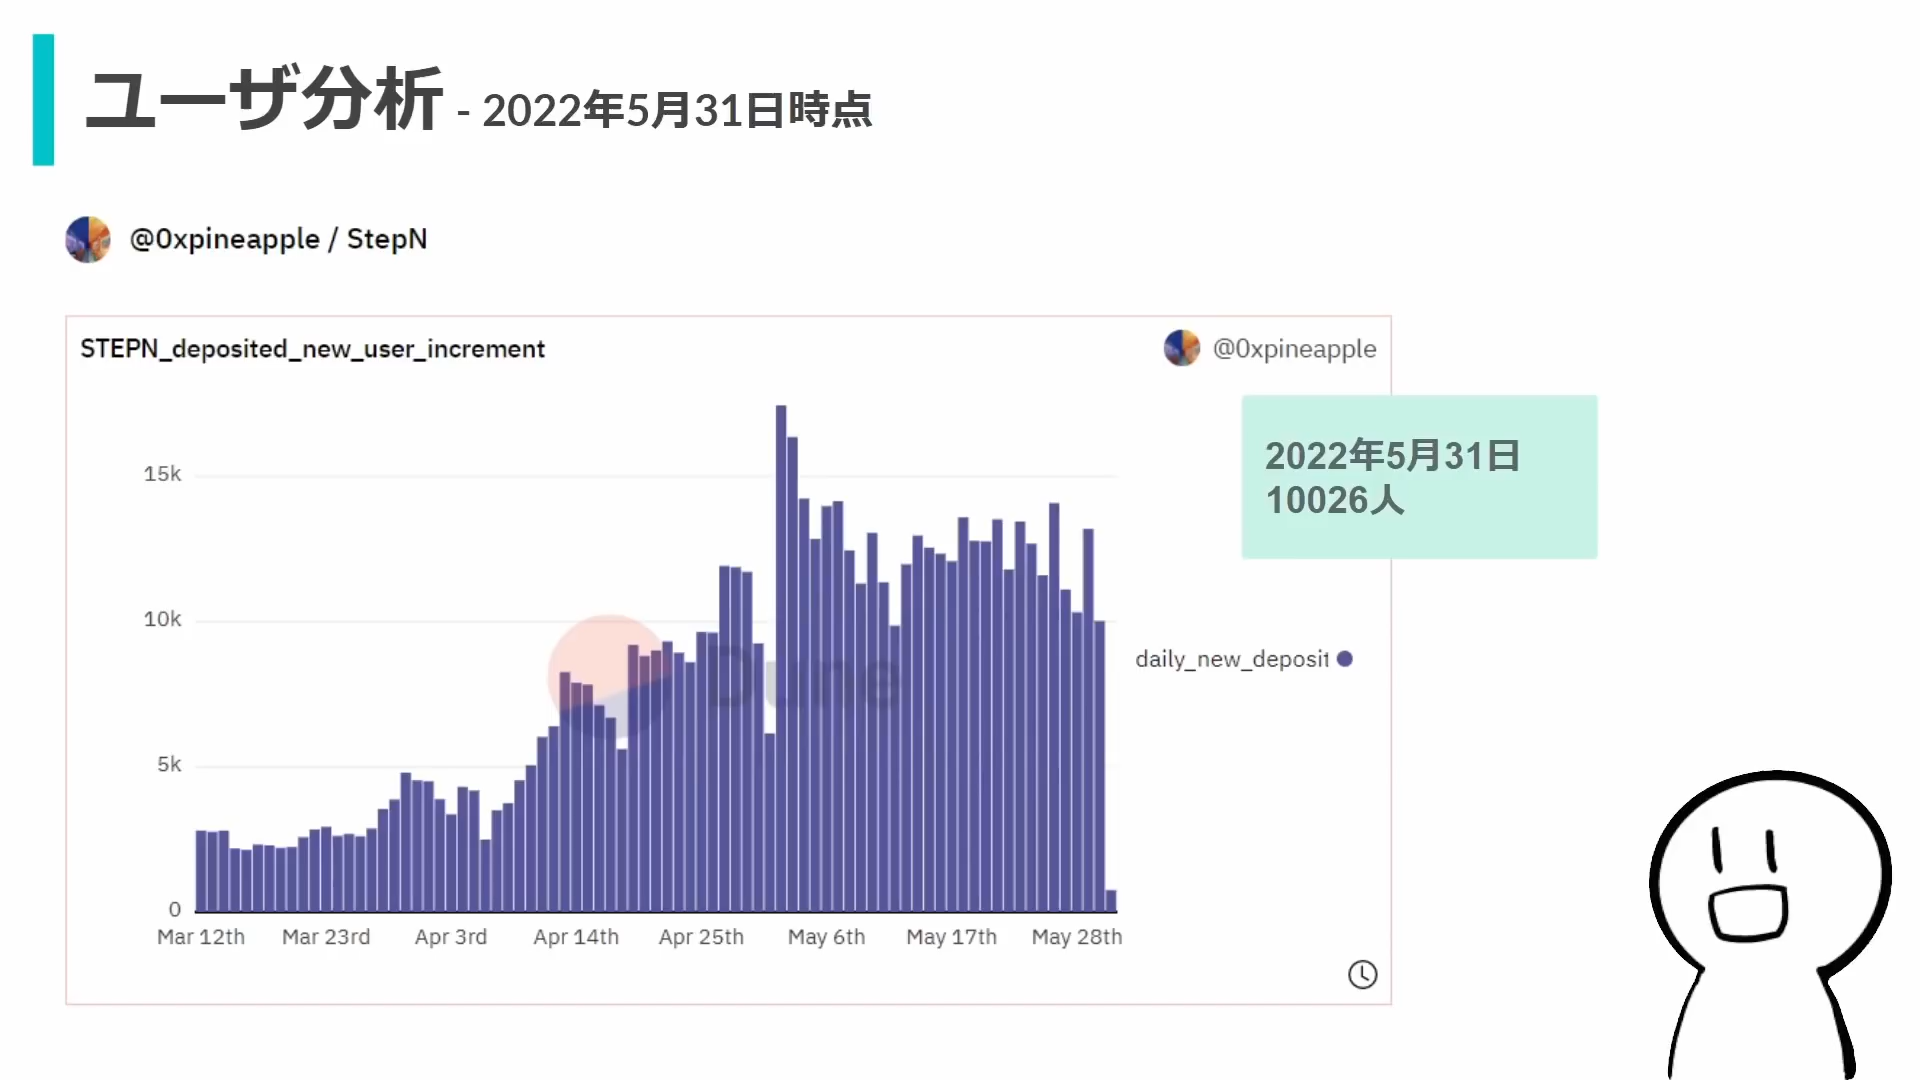 ユーザ分析 - 2022年5月31日時点
@0xpineapple / StepN
STEPN_deposited_new_user_increment
@0xpineapple
2022年5月31日
10026人
15k
10k
5k
0
Dune
daily_new_deposit
Mar 12th
Mar 23rd
Apr 3rd
Apr 14th
Apr 25th
May 6th
May 17th
May 28th